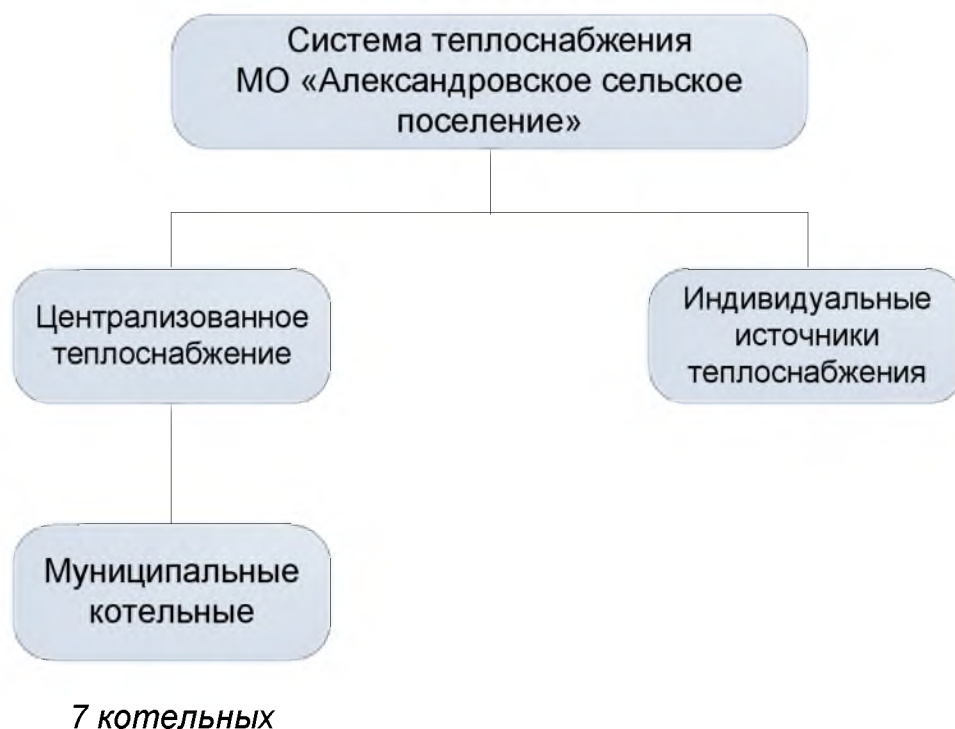 Система теплоснабжения
МО «Александровское сельское
поселение»
Централизованное
теплоснабжение
Индивидуальные
источники
теплоснабжения
Муниципальные
котельные
7 котельных